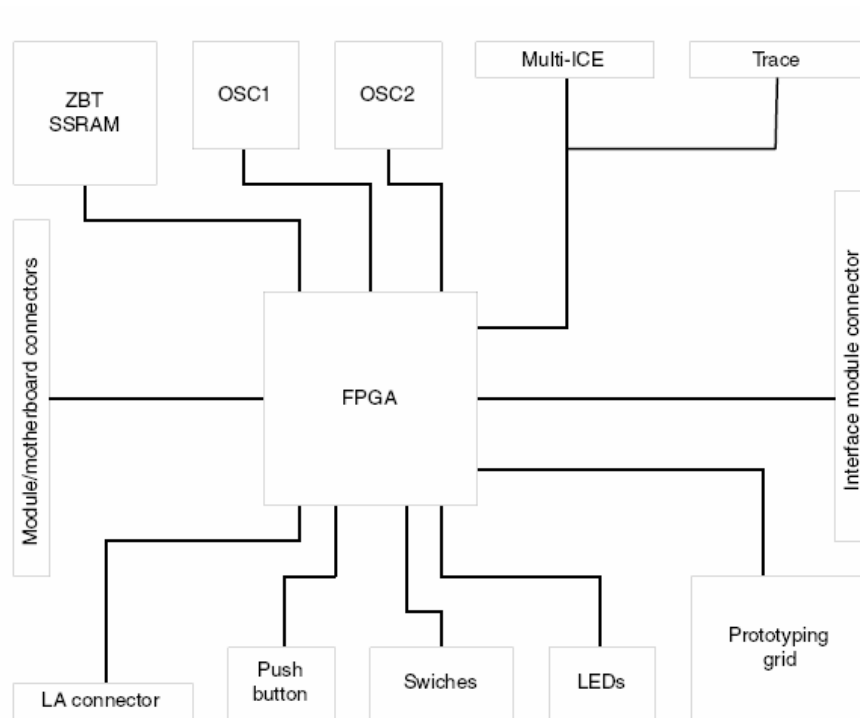 ZBT
SSRAM
OSC1
OSC2
Multi-ICE
Trace
Module/motherboard connectors
FPGA
Interface module connector
LA connector
Push
button
Swiches
LEDs
Prototyping
grid